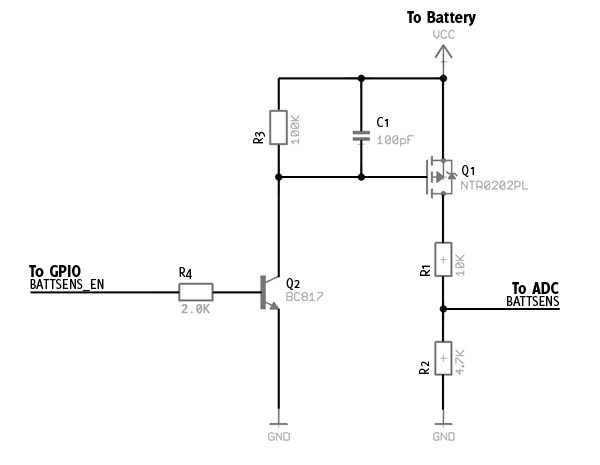 To Battery
VCC
R3
100K
C1
100pF
Q1
NTR0202PL
To GPIO
BATTSENS_EN
R4
2.0K
Q2
BC817
R1
10K
To ADC
BATTSENS
R2
4.7K
GND
GND